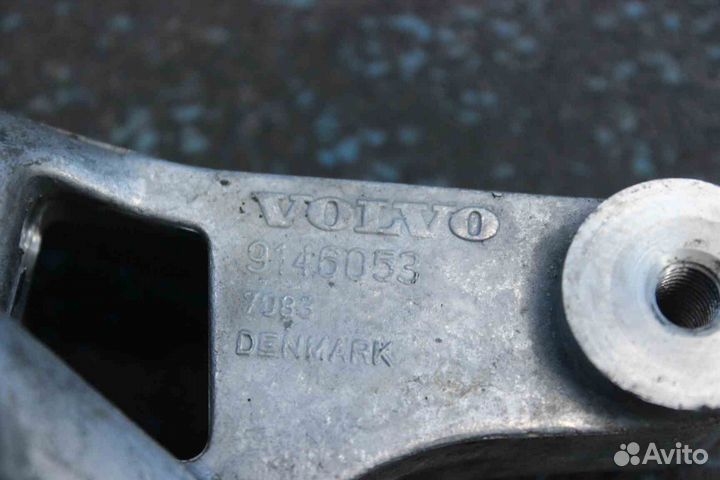 VOLVO
9146053
7083
DENMARK
Avito